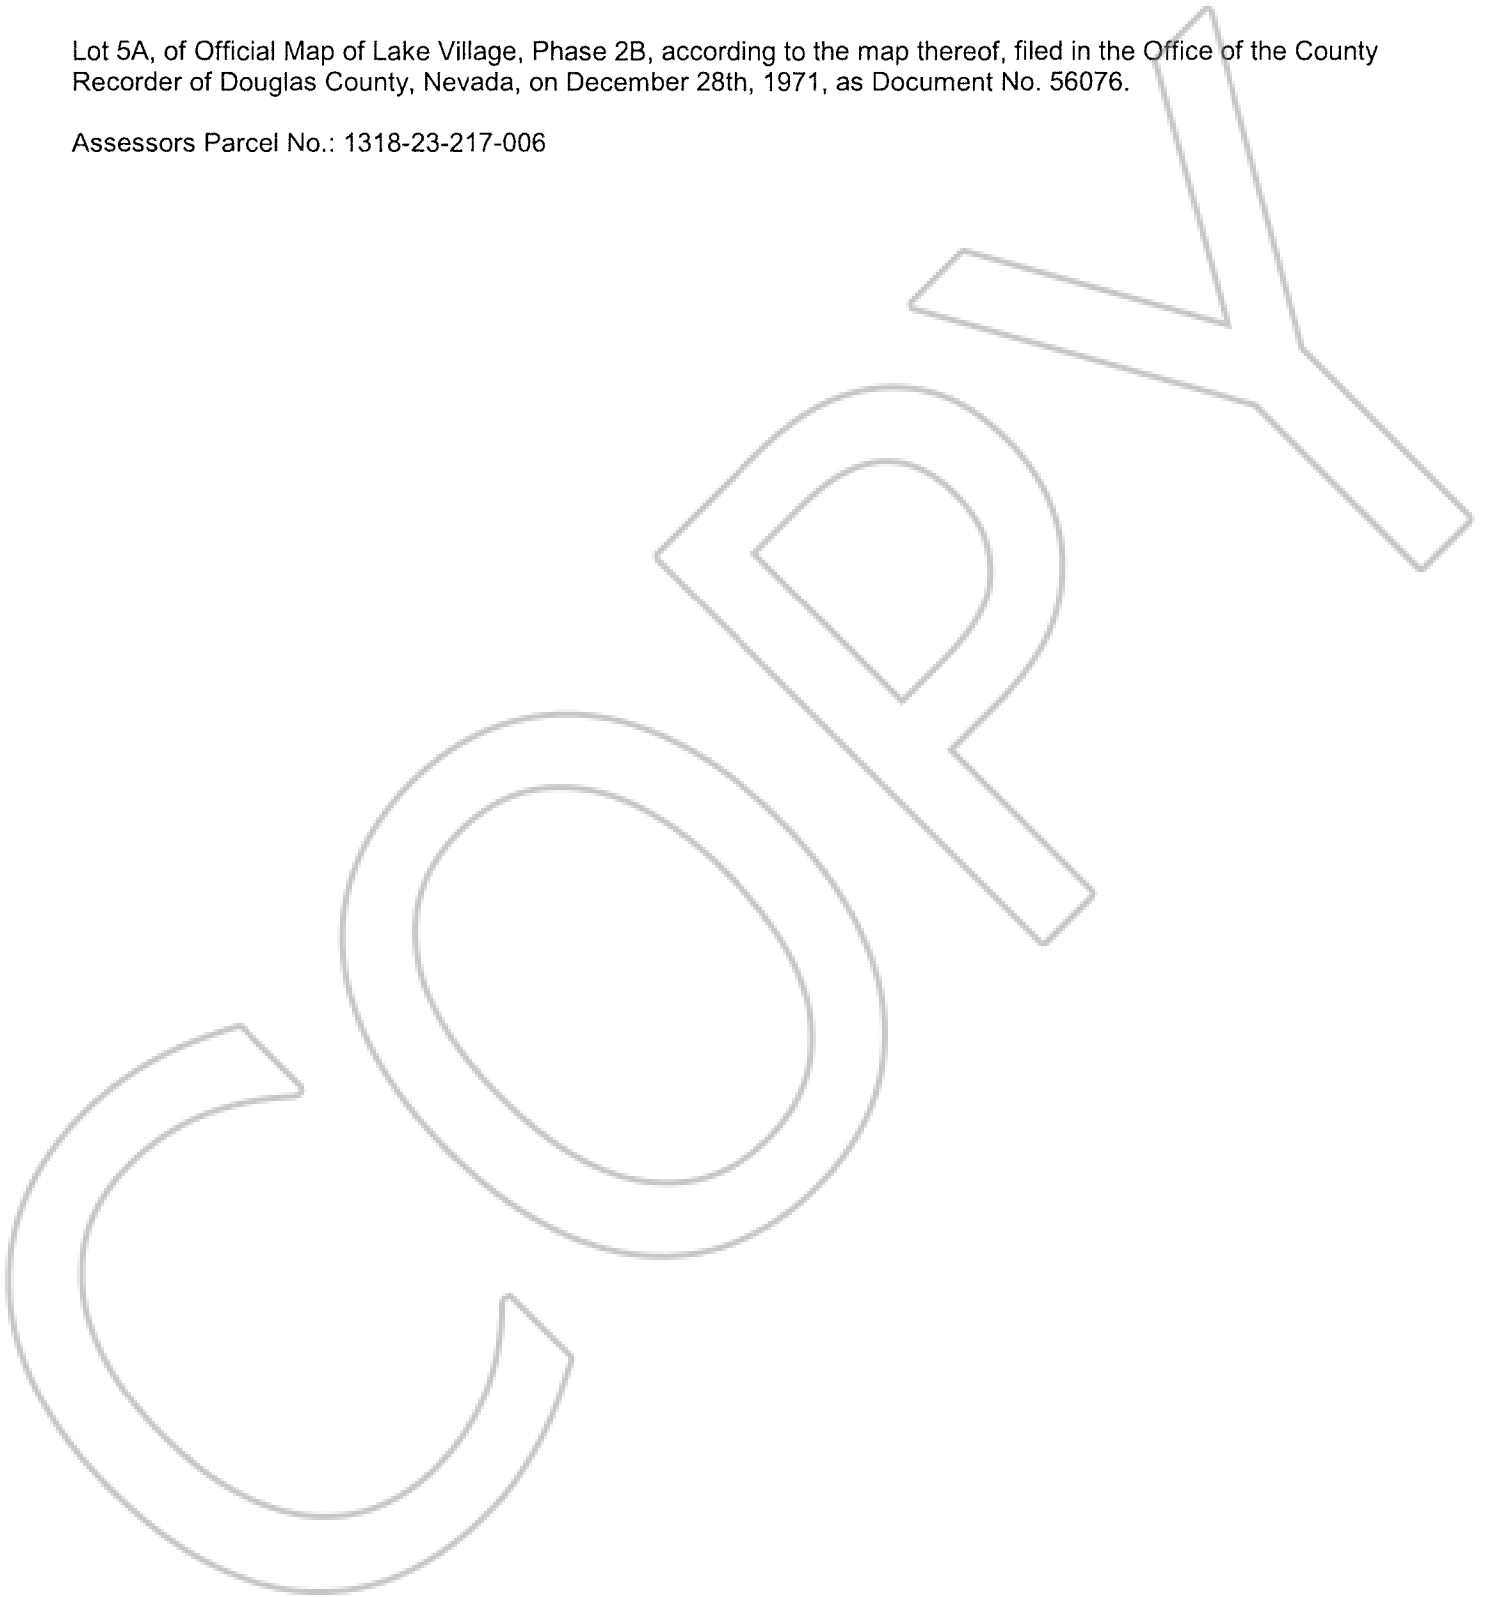 Lot 5A, of Official Map of Lake Village, Phase 2B, according to the map thereof, filed in the Office of the County
Recorder of Douglas County, Nevada, on December 28th, 1971, as Document No. 56076.
Assessors Parcel No.: 1318-23-217-006
COPY